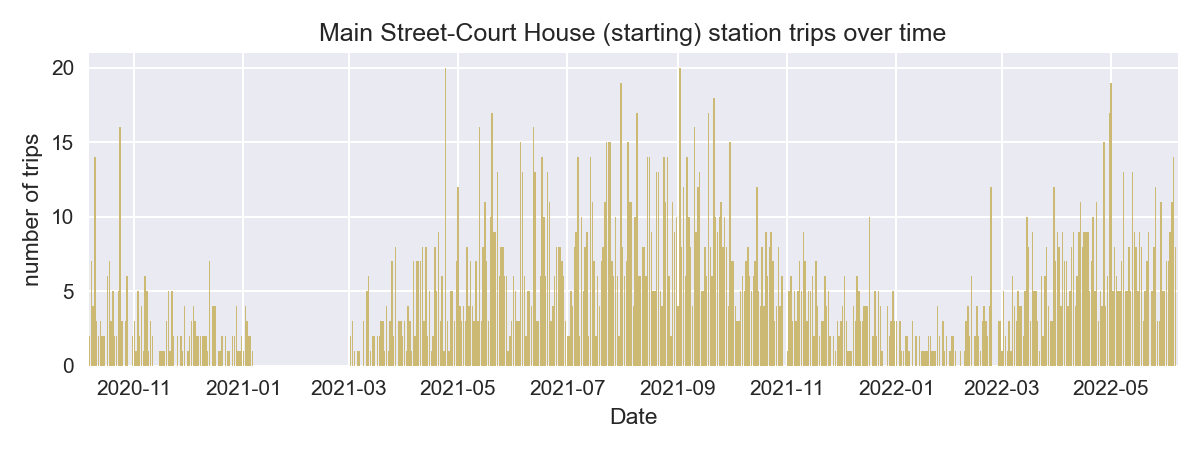 Main Street-Court House (starting) station trips over time
number of trips
20
15
10
5
0
2020-11 2021-01 2021-03 2021-05 2021-07 2021-09 2021-11 2022-01 2022-03 2022-05
Date